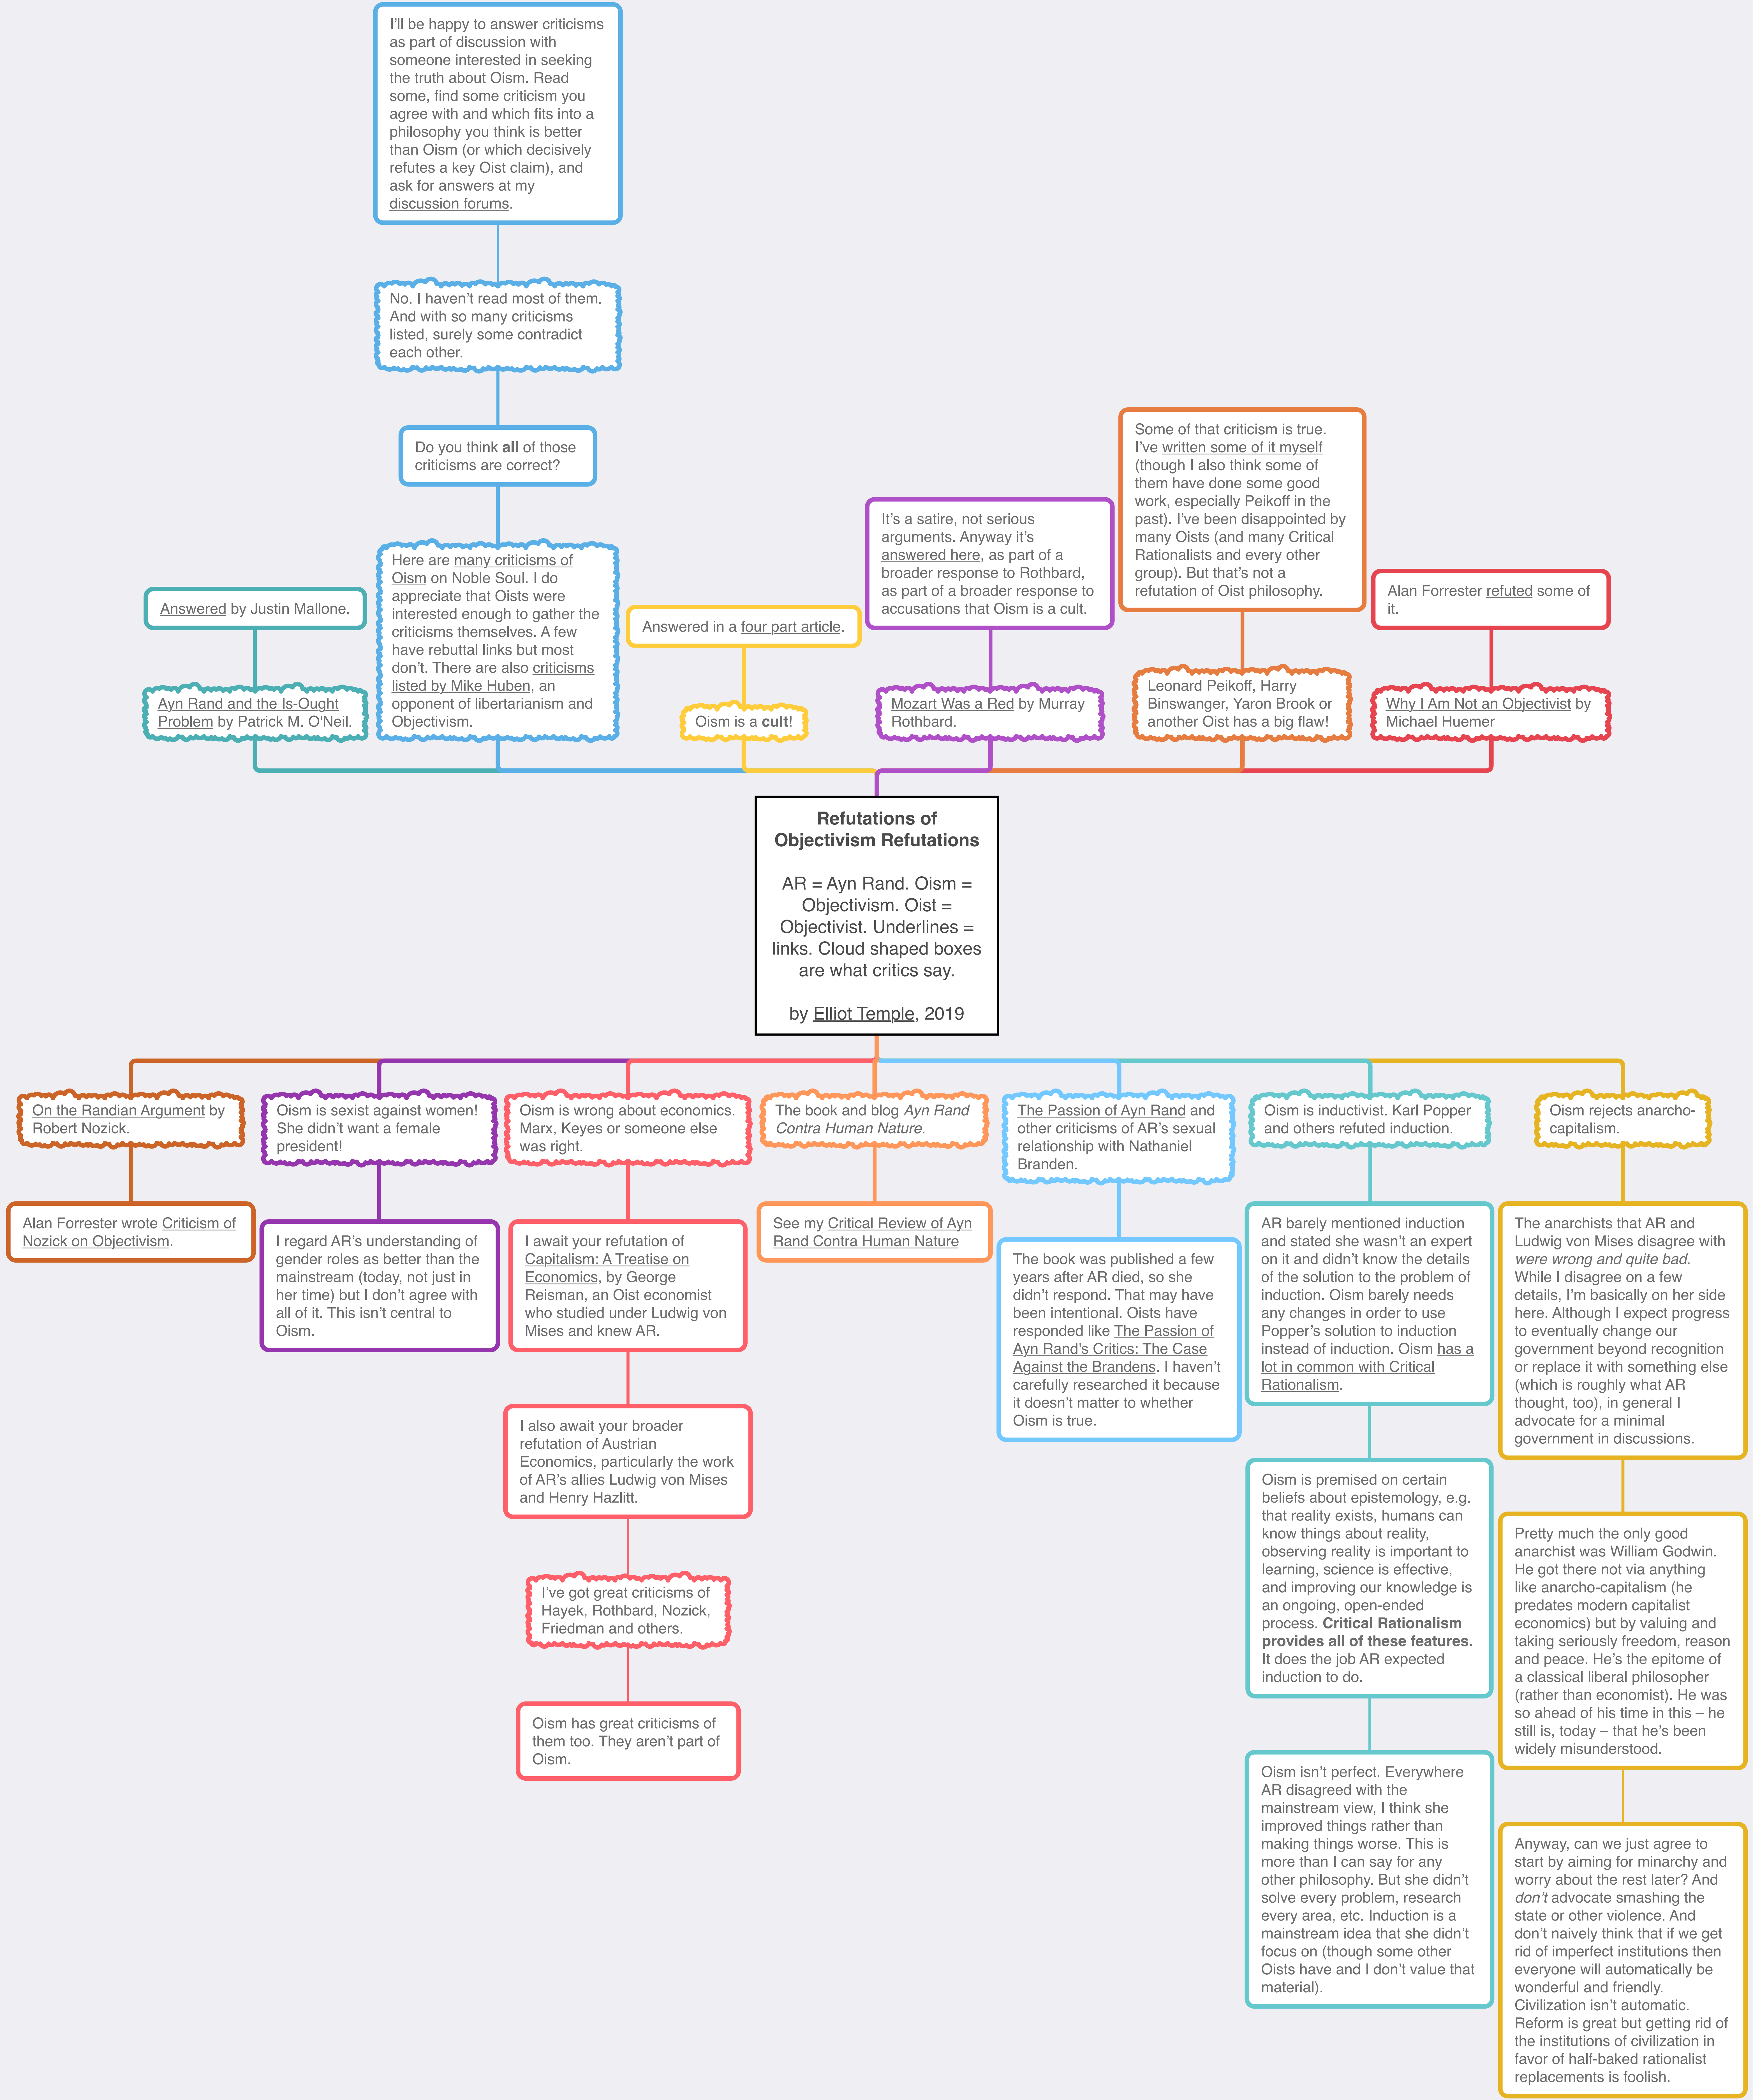 I'll be happy to answer criticisms
as part of discussion with
someone interested in seeking
the truth about Oism. Read
some, find some criticism you
agree with and which fits into a
philosophy you think is better
than Oism (or which decisively
refutes a key Oist claim), and
ask for answers at my
discussion forums.
No. I haven't read most of them.
And with so many criticisms
listed, surely some contradict
each other.
Do you think all of those
criticisms are correct?
Answered by Justin Mallone.
Ayn Rand and the Is-Ought
Problem by Patrick M. O'Neil.
Here are many criticisms of
Oism on Noble Soul. I do
appreciate that Oists were
interested enough to gather the
criticisms themselves. A few
have rebuttal links but most
don't. There are also criticisms
listed by Mike Huben, an
opponent of libertarianism and
Objectivism.
Answered in a four part article.
Oism is a cult!
It's a satire, not serious
arguments. Anyway it's
answered here, as part of a
broader response to Rothbard,
as part of a broader response to
accusations that Oism is a cult.
Mozart Was a Red by Murray
Rothbard.
Some of that criticism is true.
I've written some of it myself
(though I also think some of
them have done some good
work, especially Peikoff in the
past). I've been disappointed by
many Oists (and many Critical
Rationalists and every other
group). But that's not a
refutation of Oist philosophy.
Leonard Peikoff, Harry
Binswanger, Yaron Brook or
another Oist has a big flaw!
Alan Forrester refuted some of
it.
Why I Am Not an Objectivist by
Michael Huemer
Refutations of
Objectivism Refutations
AR = Ayn Rand. Oism =
Objectivism. Oist =
Objectivist. Underlines =
links. Cloud shaped boxes
are what critics say.
by Elliot Temple, 2019
On the Randian Argument by
Robert Nozick.
Alan Forrester wrote Criticism of
Nozick on Objectivism.
Oism is sexist against women!
She didn't want a female
president!
I regard AR's understanding of
gender roles as better than the
mainstream (today, not just in
her time) but I don't agree with
all of it. This isn't central to
Oism.
Oism is wrong about economics.
Marx, Keyes or someone else
was right.
I await your refutation of
Capitalism: A Treatise on
Economics, by George
Reisman, an Oist economist
who studied under Ludwig von
Mises and knew AR.
I also await your broader
refutation of Austrian
Economics, particularly the work
of AR's allies Ludwig von Mises
and Henry Hazlitt.
I've got great criticisms of
Hayek, Rothbard, Nozick,
Friedman and others.
Oism has great criticisms of
them too. They aren't part of
Oism.
The book and blog Ayn Rand
Contra Human Nature.
See my Critical Review of Ayn
Rand Contra Human Nature
The Passion of Ayn Rand and
other criticisms of AR's sexual
relationship with Nathaniel
Branden.
The book was published a few
years after AR died, so she
didn't respond. That may have
been intentional. Oists have
responded like The Passion of
Ayn Rand's Critics: The Case
Against the Brandens. I haven't
carefully researched it because
it doesn't matter to whether
Oism is true.
Oism is inductivist. Karl Popper
and others refuted induction.
AR barely mentioned induction
and stated she wasn't an expert
on it and didn't know the details
of the solution to the problem of
induction. Oism barely needs
any changes in order to use
Popper's solution to induction
instead of induction. Oism has a
lot in common with Critical
Rationalism.
Oism is premised on certain
beliefs about epistemology, e.g.
that reality exists, humans can
know things about reality,
observing reality is important to
learning, science is effective,
and improving our knowledge is
an ongoing, open-ended
process. Critical Rationalism
provides all of these features.
It does the job AR expected
induction to do.
Oism isn't perfect. Everywhere
AR disagreed with the
mainstream view, I think she
improved things rather than
making things worse. This is
more than I can say for any
other philosophy. But she didn't
solve every problem, research
every area, etc. Induction is a
mainstream idea that she didn't
focus on (though some other
Oists have and I don't value that
material).
Oism rejects anarcho-
capitalism.
The anarchists that AR and
Ludwig von Mises disagree with
were wrong and quite bad.
While I disagree on a few
details, I'm basically on her side
here. Although I expect progress
to eventually change our
government beyond recognition
or replace it with something else
(which is roughly what AR
thought, too), in general I
advocate for a minimal
government in discussions.
Pretty much the only good
anarchist was William Godwin.
He got there not via anything
like anarcho-capitalism (he
predates modern capitalist
economics) but by valuing and
taking seriously freedom, reason
and peace. He's the epitome of
a classical liberal philosopher
(rather than economist). He was
so ahead of his time in this – he
still is, today – that he's been
widely misunderstood.
Anyway, can we just agree to
start by aiming for minarchy and
worry about the rest later? And
don't advocate smashing the
state or other violence. And
don't naively think that if we get
rid of imperfect institutions then
everyone will automatically be
wonderful and friendly.
Civilization isn't automatic.
Reform is great but getting rid of
the institutions of civilization in
favor of half-baked rationalist
replacements is foolish.